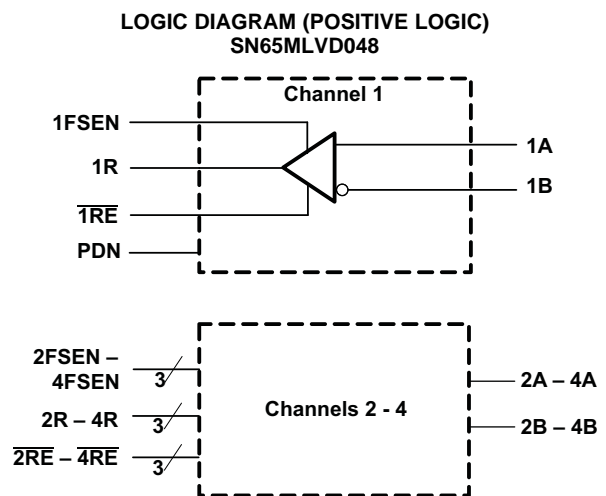 LOGIC DIAGRAM (POSITIVE LOGIC)
SN65MLVD048
Channel 1
1FSEN
1R
1RE
PDN
1A
1B
2FSEN –
4FSEN
3
2R – 4R
3
2RE – 4RE
3
Channels 2 - 4
2A – 4A
2B – 4B